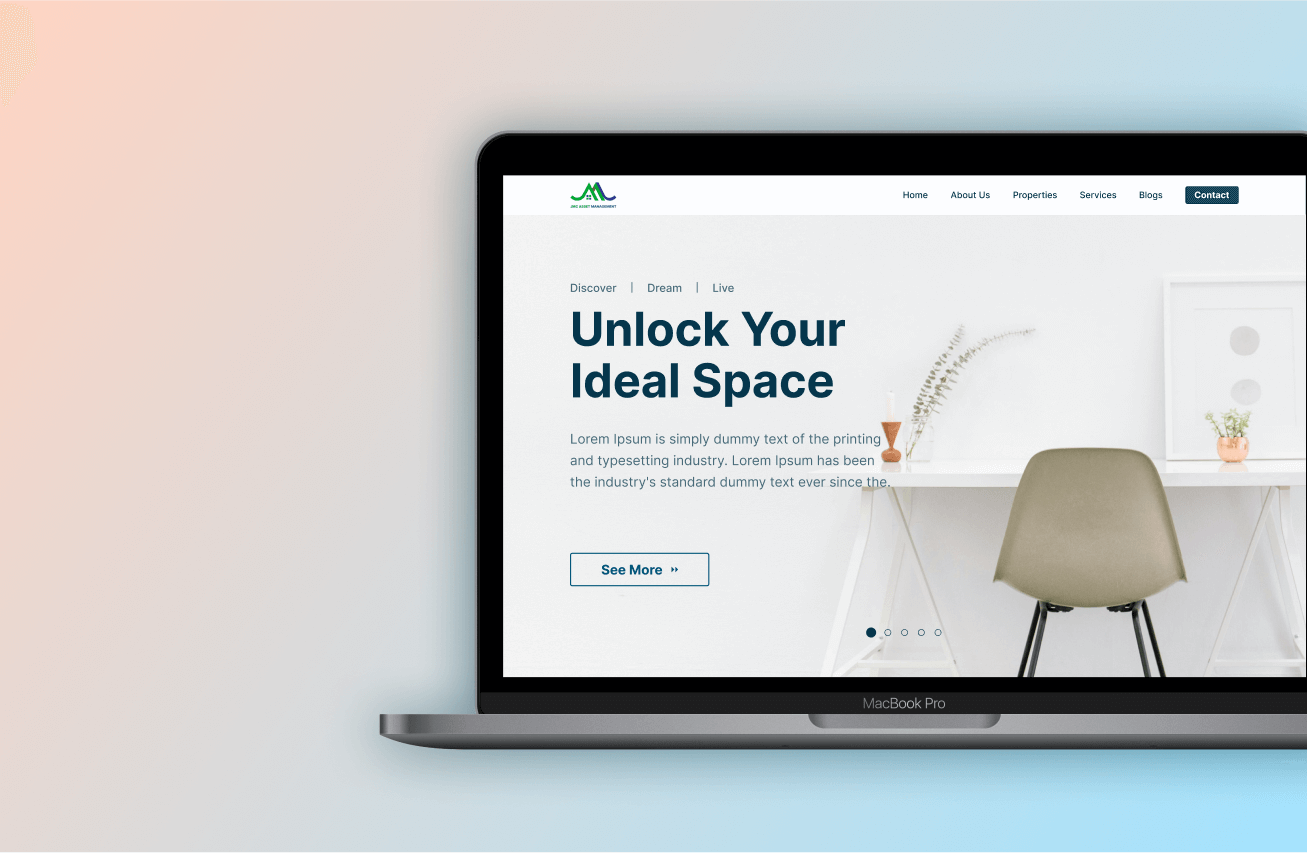 JMC ASSET MANAGEMENT
Home About Us Properties Services Blogs Contact
Discover | Dream | Live
Unlock Your
Ideal Space
Lorem Ipsum is simply dummy text of the printing
and typesetting industry. Lorem Ipsum has been
the industry's standard dummy text ever since the.
See More
MacBook Pro